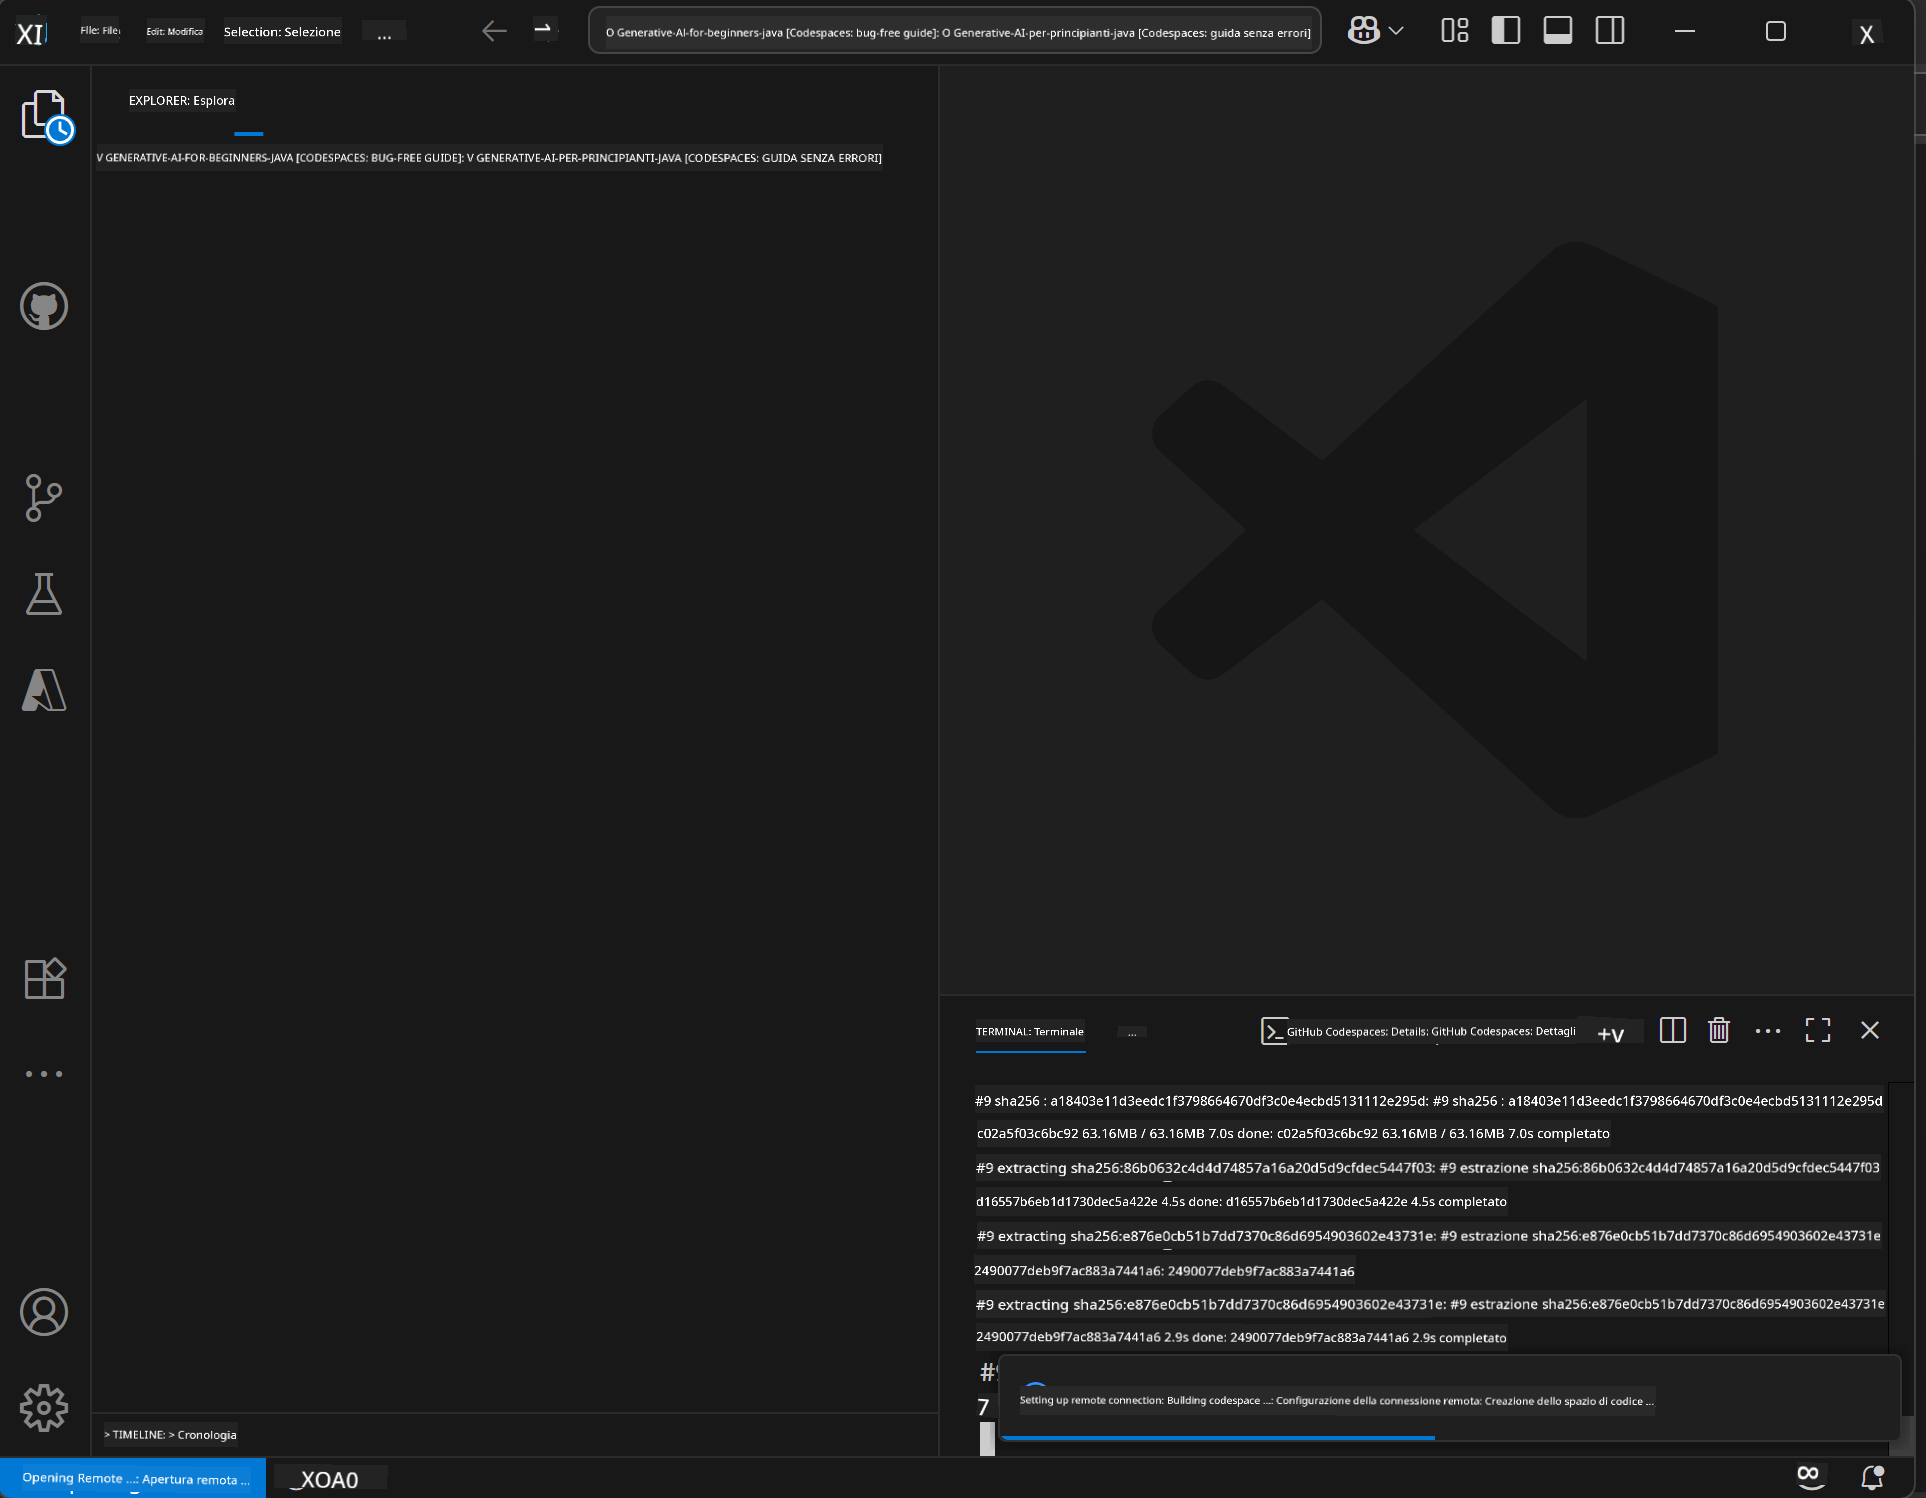 XI File: File Edit: Modifica Selection: Selezione ... O Generative-AI-for-beginners-java [Codespaces: bug-free guide]: O Generative-AI-per-principianti-java [Codespaces: guida senza errori] X
EXPLORER: Esplora
V GENERATIVE-AI-FOR-BEGINNERS-JAVA [CODESPACES: BUG-FREE GUIDE]: V GENERATIVE-AI-PER-PRINCIPIANTI-JAVA [CODESPACES: GUIDA SENZA ERRORI]
TERMINAL: Terminale ... GitHub Codespaces: Details: GitHub Codespaces: Dettagli +v
#9 sha256 : a18403e11d3eedc1f3798664670df3c0e4ecbd5131112e295d: #9 sha256 : a18403e11d3eedc1f3798664670df3c0e4ecbd5131112e295d
c02a5f03c6bc92 63.16MB / 63.16MB 7.0s done: c02a5f03c6bc92 63.16MB / 63.16MB 7.0s completato
#9 extracting sha256:86b0632c4d4d74857a16a20d5d9cfdec5447f03: #9 estrazione sha256:86b0632c4d4d74857a16a20d5d9cfdec5447f03
d16557b6eb1d1730dec5a422e 4.5s done: d16557b6eb1d1730dec5a422e 4.5s completato
#9 extracting sha256:e876e0cb51b7dd7370c86d6954903602e43731e: #9 estrazione sha256:e876e0cb51b7dd7370c86d6954903602e43731e
2490077deb9f7ac883a7441a6: 2490077deb9f7ac883a7441a6
#9 extracting sha256:e876e0cb51b7dd7370c86d6954903602e43731e: #9 estrazione sha256:e876e0cb51b7dd7370c86d6954903602e43731e
2490077deb9f7ac883a7441a6 2.9s done: 2490077deb9f7ac883a7441a6 2.9s completato
#9
7 Setting up remote connection: Building codespace ...: Configurazione della connessione remota: Creazione dello spazio di codice ...
> TIMELINE: > Cronologia
Opening Remote ...: Apertura remota ... _XOA0